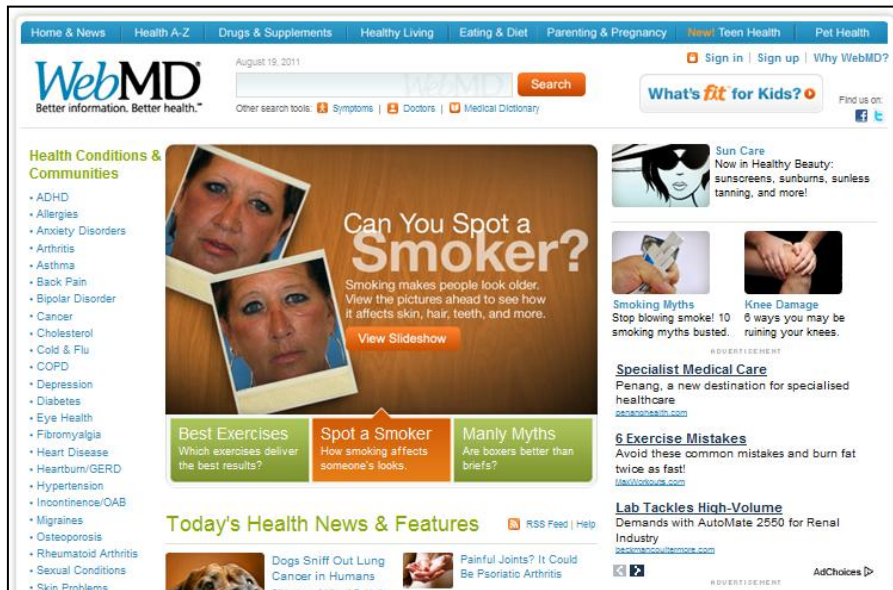 Home & News Health A-Z Drugs & Supplements Healthy Living Eating & Diet Parenting & Pregnancy New! Teen Health Pet Health
Sign in | Sign up | Why WebMD?
WebMD®
Better information. Better health.™
August 19, 2011
WebMD
Search
Other search tools: Symptoms | Doctors | Medical Dictionary
What's fit for Kids?
Find us on:
Health Conditions &
Communities
• ADHD
• Allergies
• Anxiety Disorders
• Arthritis
• Asthma
• Back Pain
• Bipolar Disorder
• Cancer
• Cholesterol
• Cold & Flu
• COPD
• Depression
• Diabetes
• Eye Health
• Fibromyalgia
• Heart Disease
• Heartburn/GERD
• Hypertension
• Incontinence/OAB
• Migraines
• Osteoporosis
• Rheumatoid Arthritis
• Sexual Conditions
• Skin Problems
Can You Spot a
Smoker?
Smoking makes people look older.
View the pictures ahead to see how
it affects skin, hair, teeth, and more.
View Slideshow
Best Exercises
Which exercises deliver
the best results?
Spot a Smoker
How smoking affects
someone's looks.
Manly Myths
Are boxers better than
briefs?
Today's Health News & Features
RSS Feed | Help
Dogs Sniff Out Lung
Cancer in Humans
Painful Joints? It Could
Be Psoriatic Arthritis
Sun Care
Now in Healthy Beauty:
sunscreens, sunburns, sunless
tanning, and more!
Smoking Myths
Stop blowing smoke! 10
smoking myths busted.
Knee Damage
6 ways you may be
ruining your knees.
ADVERTISEMENT
Specialist Medical Care
Penang, a new destination for specialised
healthcare
penanghealth.com
6 Exercise Mistakes
Avoid these common mistakes and burn fat
twice as fast!
MaxWorkouts.com
Lab Tackles High-Volume
Demands with AutoMate 2550 for Renal
Industry
beckmancoultermore.com
AdChoices
ADVERTISEMENT